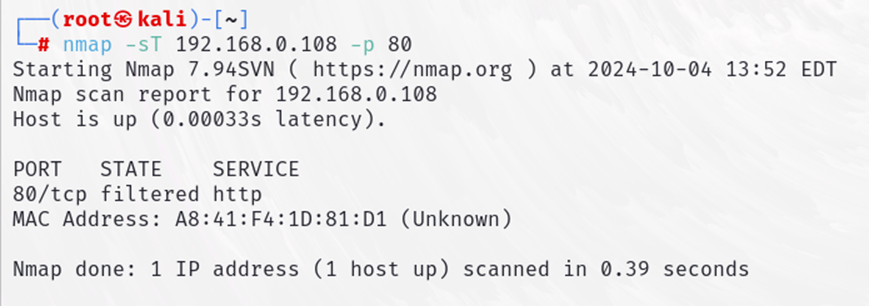 ┌──(root㉿kali)-[~]
└─# nmap -sT 192.168.0.108 -p 80
Starting Nmap 7.94SVN ( https://nmap.org ) at 2024-10-04 13:52 EDT
Nmap scan report for 192.168.0.108
Host is up (0.00033s latency).

PORT   STATE    SERVICE
80/tcp filtered http
MAC Address: A8:41:F4:1D:81:D1 (Unknown)

Nmap done: 1 IP address (1 host up) scanned in 0.39 seconds